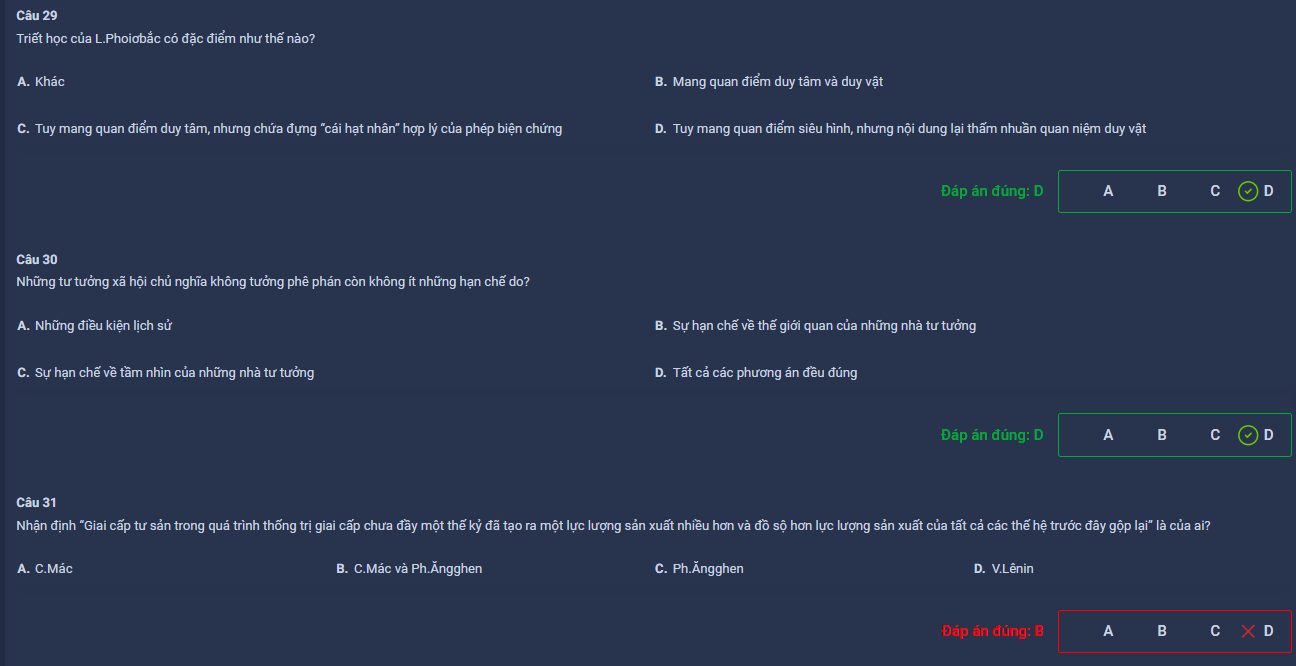 Câu 29
Triết học của L.Phoiơbắc có đặc điểm như thế nào?
A. Khác
B. Mang quan điểm duy tâm và duy vật
C. Tuy mang quan điểm duy tâm, nhưng chứa đựng “cái hạt nhân” hợp lý của phép biện chứng
D. Tuy mang quan điểm siêu hình, nhưng nội dung lại thấm nhuần quan niệm duy vật
Đáp án đúng: D A B C D
Câu 30
Những tư tưởng xã hội chủ nghĩa không tưởng phê phán còn không ít những hạn chế do?
A. Những điều kiện lịch sử
B. Sự hạn chế về thế giới quan của những nhà tư tưởng
C. Sự hạn chế về tầm nhìn của những nhà tư tưởng
D. Tất cả các phương án đều đúng
Đáp án đúng: D A B C D
Câu 31
Nhận định “Giai cấp tư sản trong quá trình thống trị giai cấp chưa đầy một thế kỷ đã tạo ra một lực lượng sản xuất nhiều hơn và đồ sộ hơn lực lượng sản xuất của tất cả các thế hệ trước đây gộp lại” là của ai?
A. C.Mác
B. C.Mác và Ph.Ăngghen
C. Ph.Ăngghen
D. V.Lênin
Đáp án đúng: B A B C D